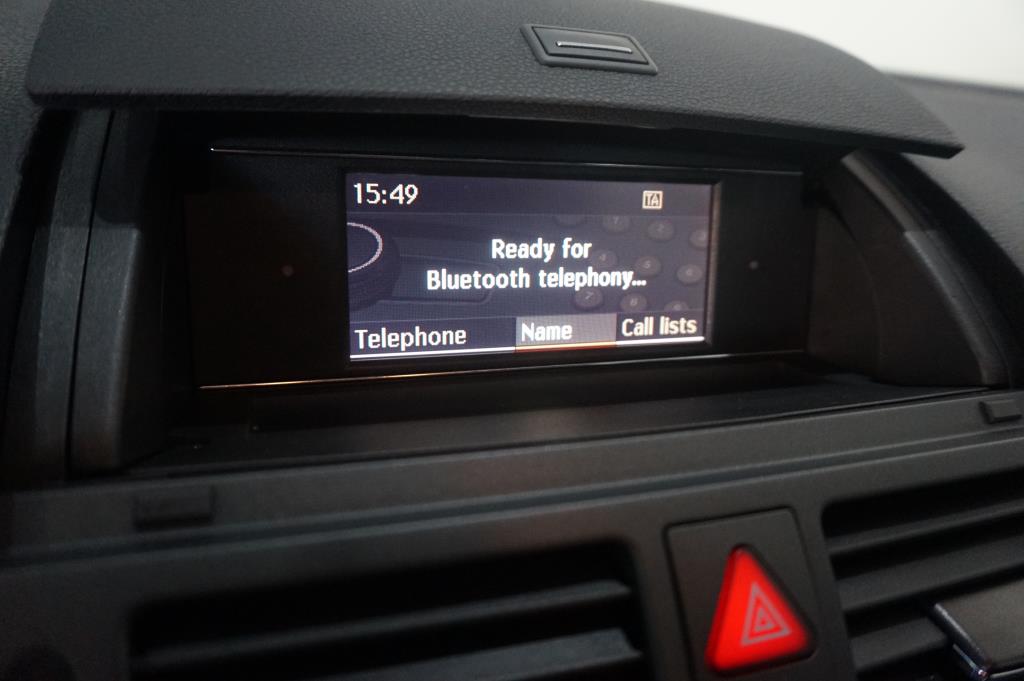 15:49 TA
Ready for
Bluetooth telephony...
Telephone Name Call lists